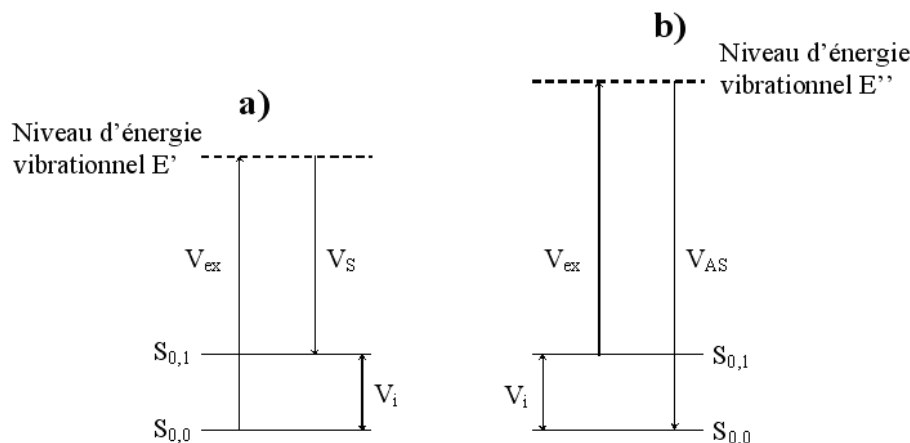 b)
Niveau d'énergie
vibrationnel E''
a)
Niveau d'énergie
vibrationnel E'
V_ex
V_S
V_ex
V_AS
S_0,1
S_0,1
V_i
V_i
S_0,0
S_0,0